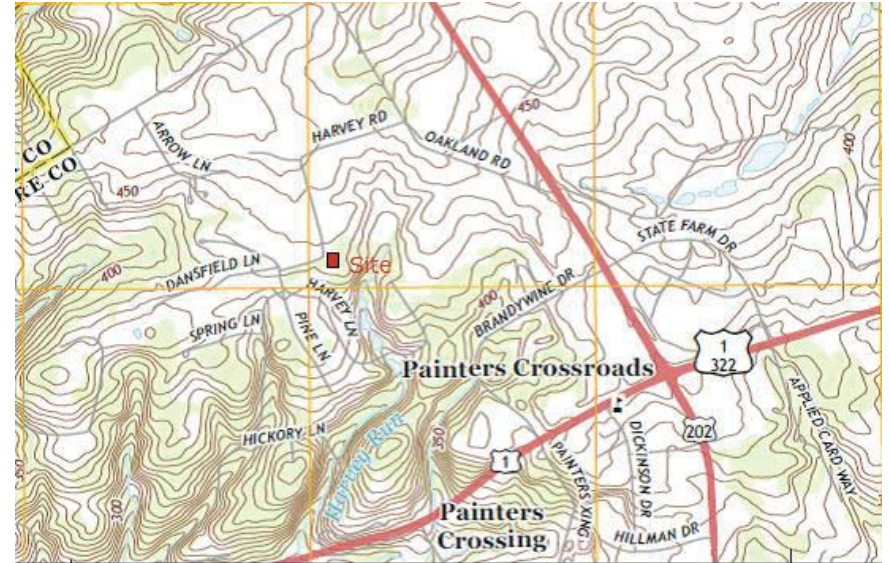 450
HARVEY RD
OAKLAND RD
ARROW LN
400
CO
RE-CO
450
STATE FARM DR
Site
400
DANSFIELD LN
HARVEY LN
400
BRANDYWINE DR
SPRING LN
PINE LN
1
322
Painters Crossroads
APPLIED CARD WAY
HICKORY LN
350
202
Harvey Run
1
PAINTERS XING
DICKINSON DR
350
300
Painters
Crossing
HILLMAN DR